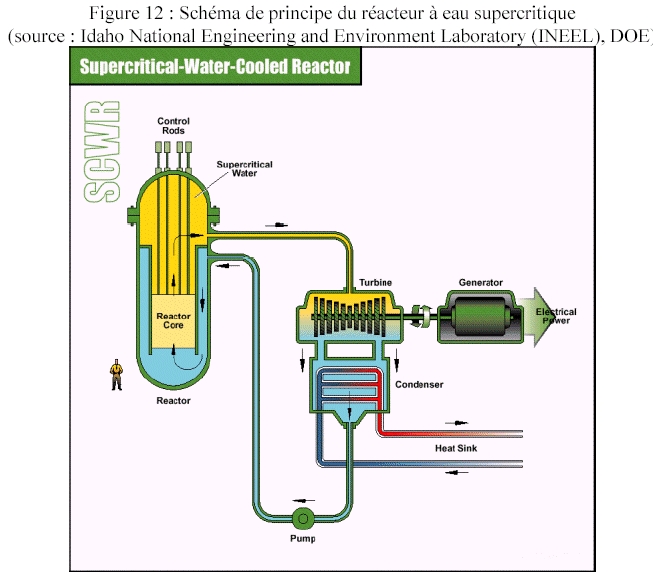 Figure 12 : Schéma de principe du réacteur à eau supercritique
(source : Idaho National Engineering and Environment Laboratory (INEEL), DOE)
Supercritical-Water-Cooled Reactor
SCWR
Control
Rods
Supercritical
Water
Turbine
Generator
Electrical
Power
Reactor
Core
Condenser
Reactor
Heat Sink
Pump